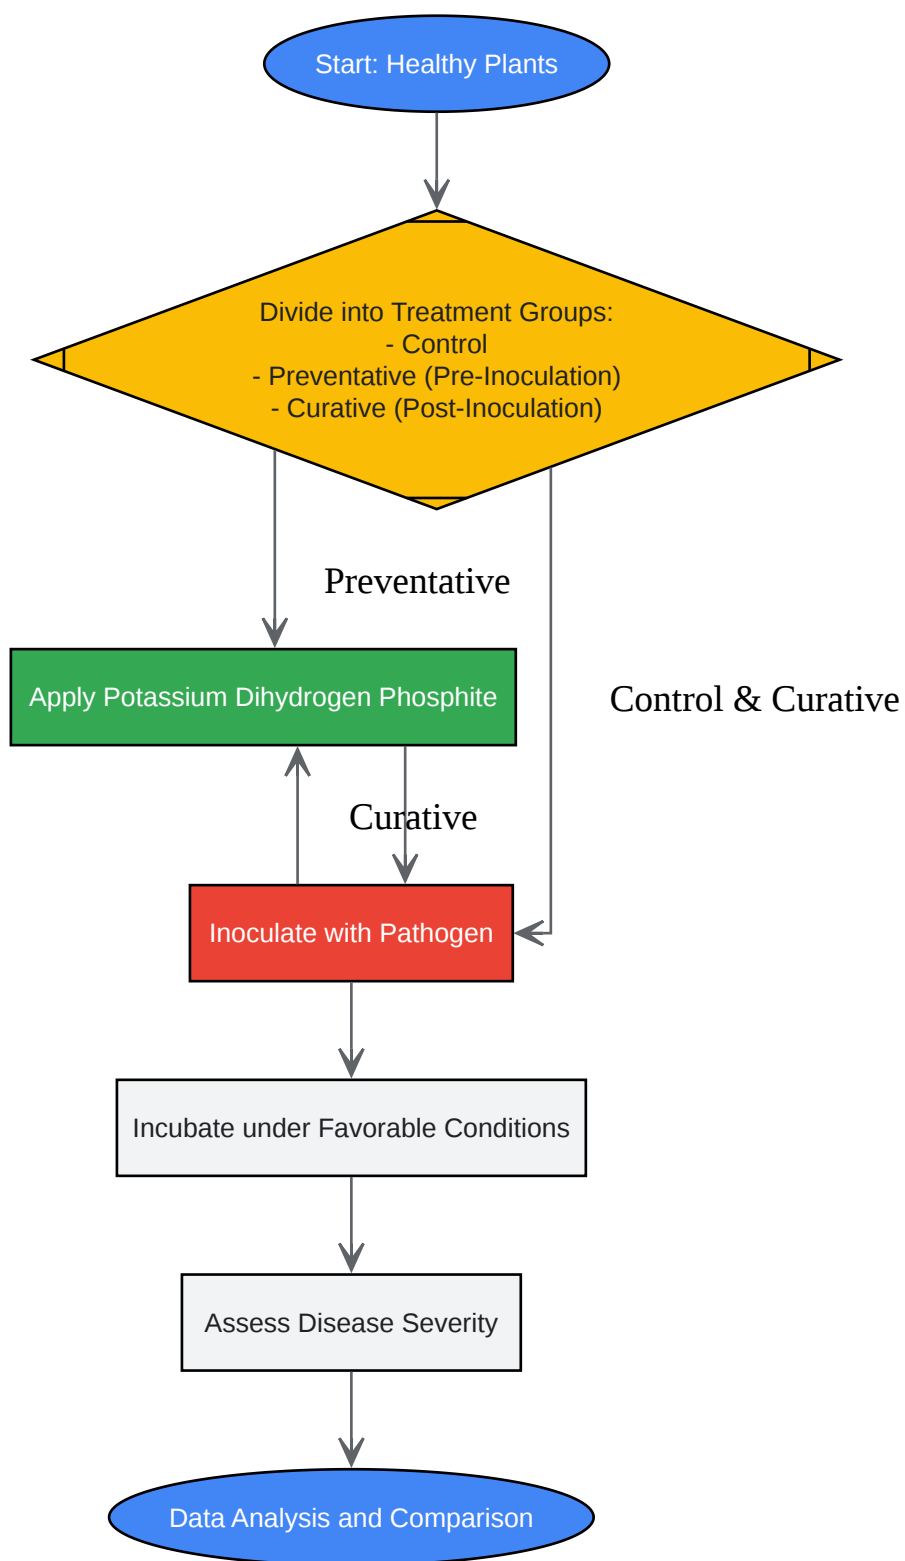 Start: Healthy Plants
Divide into Treatment Groups:
- Control
- Preventative (Pre-Inoculation)
- Curative (Post-Inoculation)
Preventative
Apply Potassium Dihydrogen Phosphite
Control & Curative
Curative
Inoculate with Pathogen
Incubate under Favorable Conditions
Assess Disease Severity
Data Analysis and Comparison